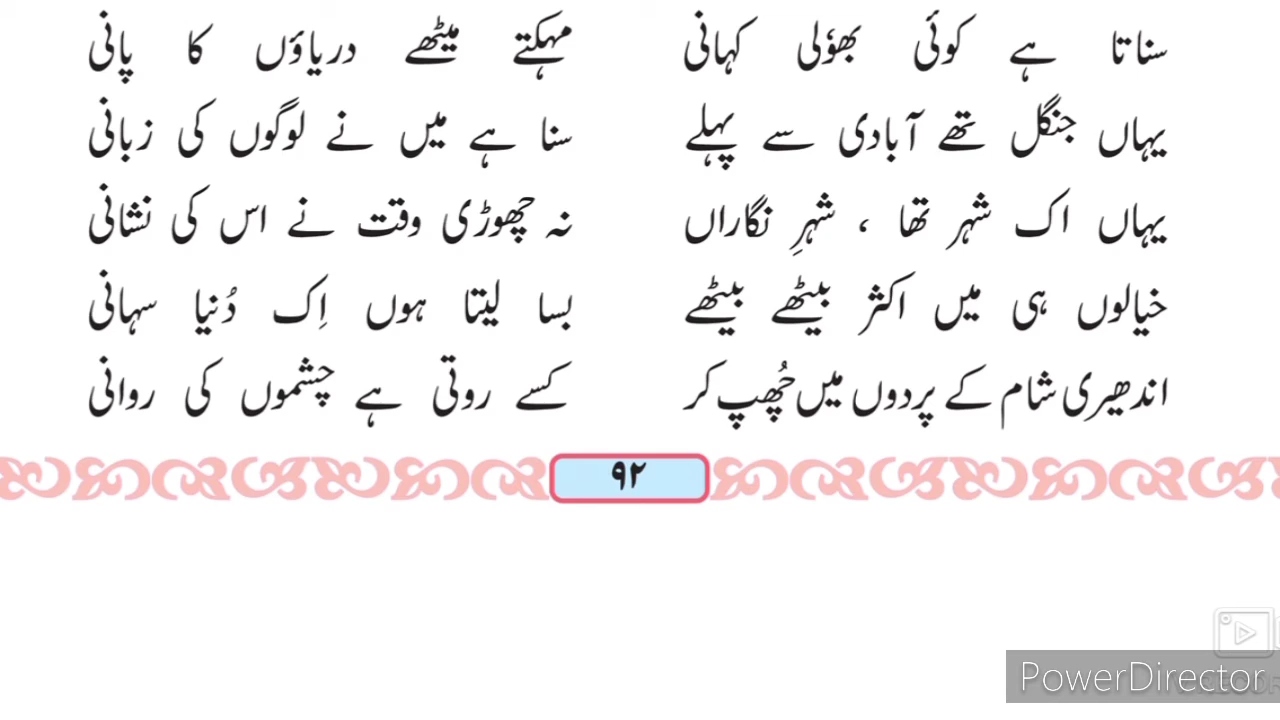 سناتا ہے کوئی بھوٗلی کہانی مہکتے میٹھے دریاؤں کا پانی
یہاں جنگل تھے آبادی سے پہلے سنا ہے میں نے لوگوں کی زبانی
یہاں اک شہر تھا ، شہرِ نگاراں نہ چھوڑی وقت نے اس کی نشانی
خیالوں ہی میں اکثر بیٹھے بیٹھے بسا لیتا ہوں اِک دُنیا سہانی
اندھیری شام کے پردوں میں چُھپ کر کسے روتی ہے چشموں کی روانی
۹۲
PowerDirector